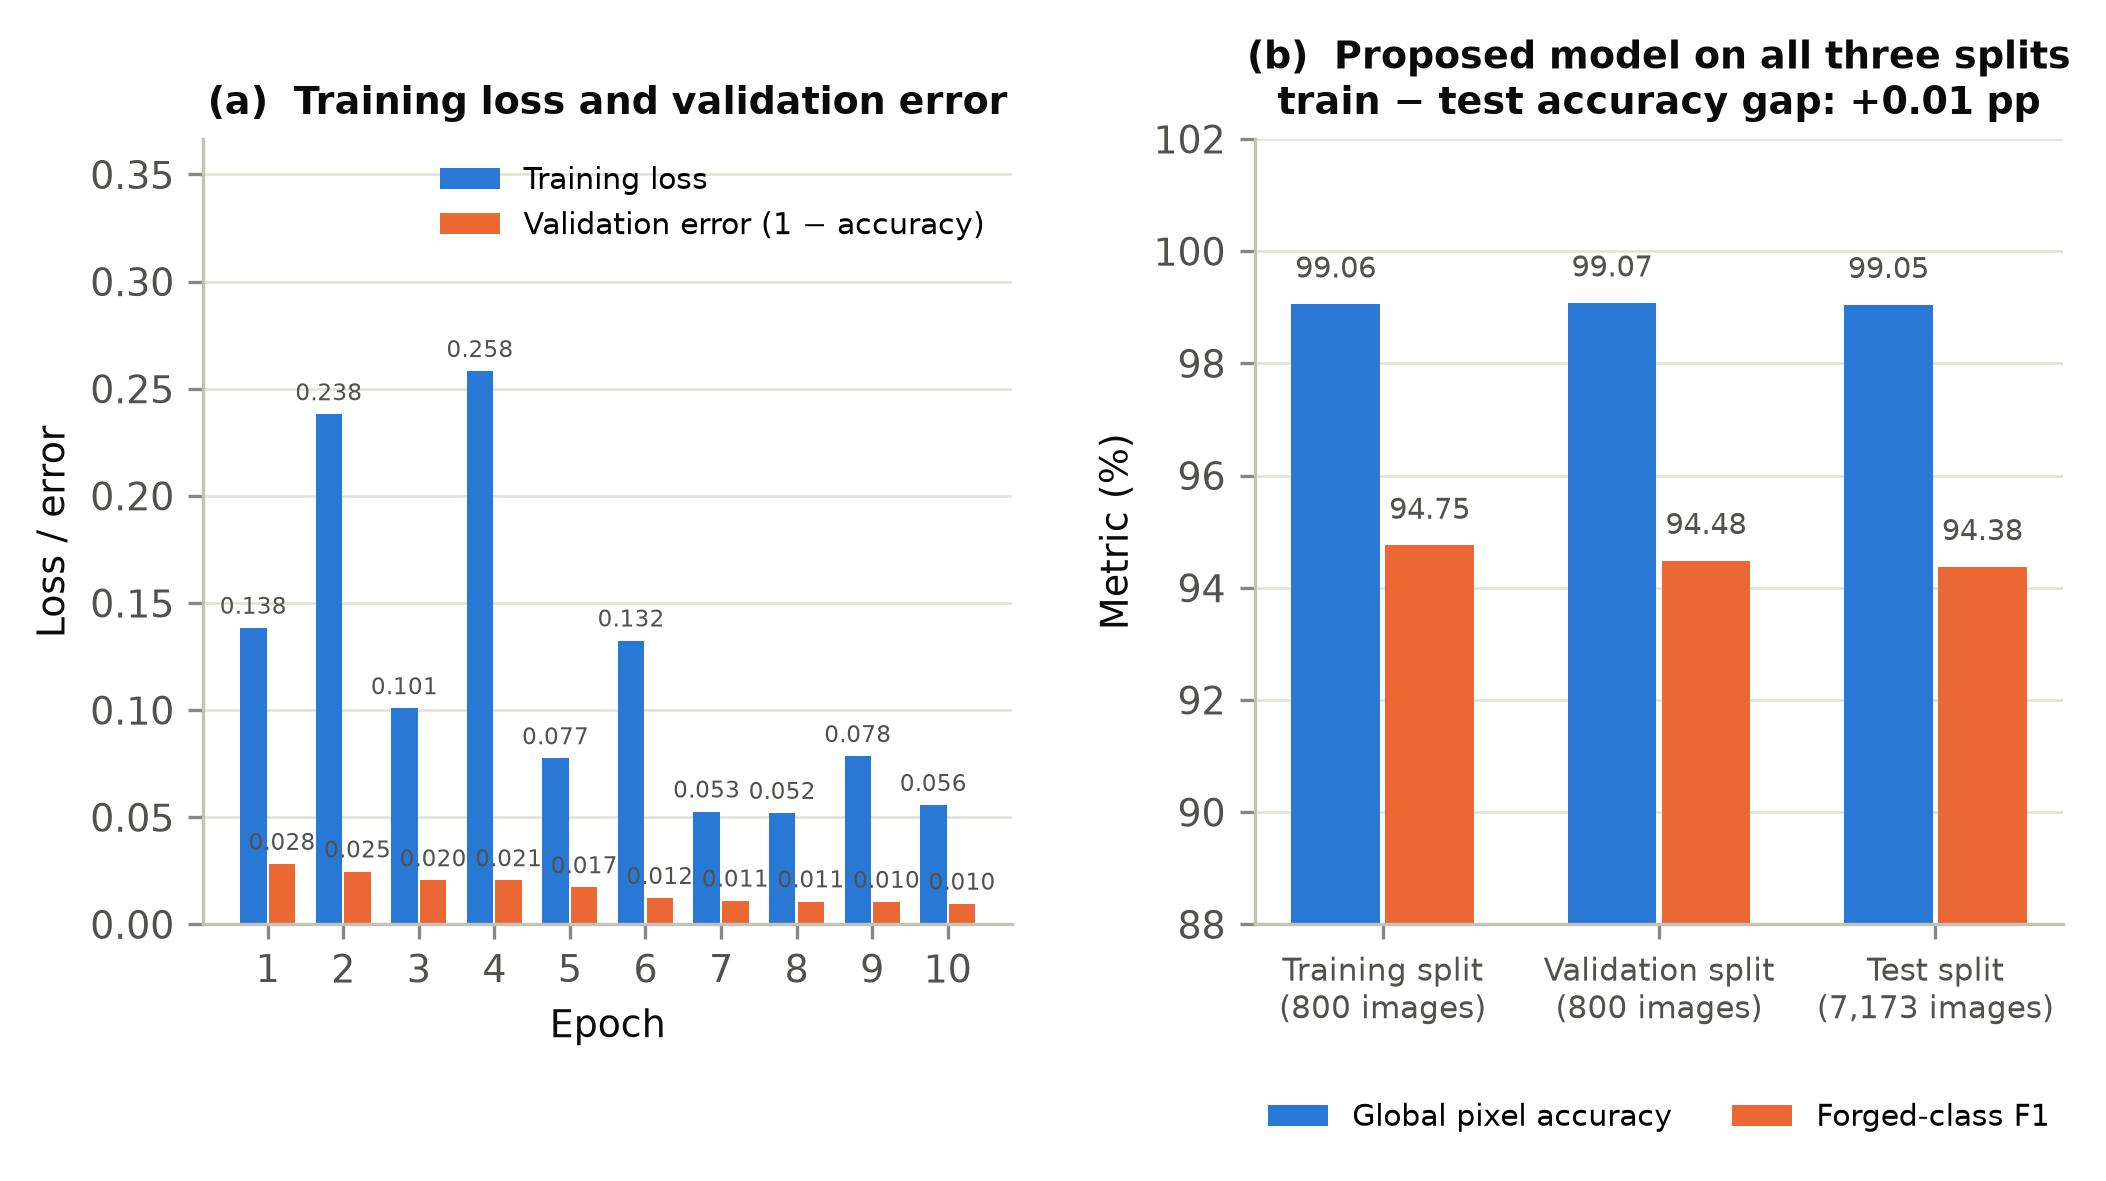 (a)  Training loss and validation error
0.35
0.30
0.25
0.20
0.15
0.10
0.05
0.00
Loss / error
Training loss
Validation error (1 − accuracy)
0.138
0.238
0.101
0.258
0.077
0.132
0.053
0.052
0.078
0.056
0.028
0.025
0.020
0.021
0.017
0.012
0.011
0.011
0.010
0.010
1 2 3 4 5 6 7 8 9 10
Epoch
(b)  Proposed model on all three splits
train − test accuracy gap: +0.01 pp
102
100
98
96
94
92
90
88
Metric (%)
99.06
99.07
99.05
94.75
94.48
94.38
Training split
(800 images)
Validation split
(800 images)
Test split
(7,173 images)
Global pixel accuracy
Forged-class F1